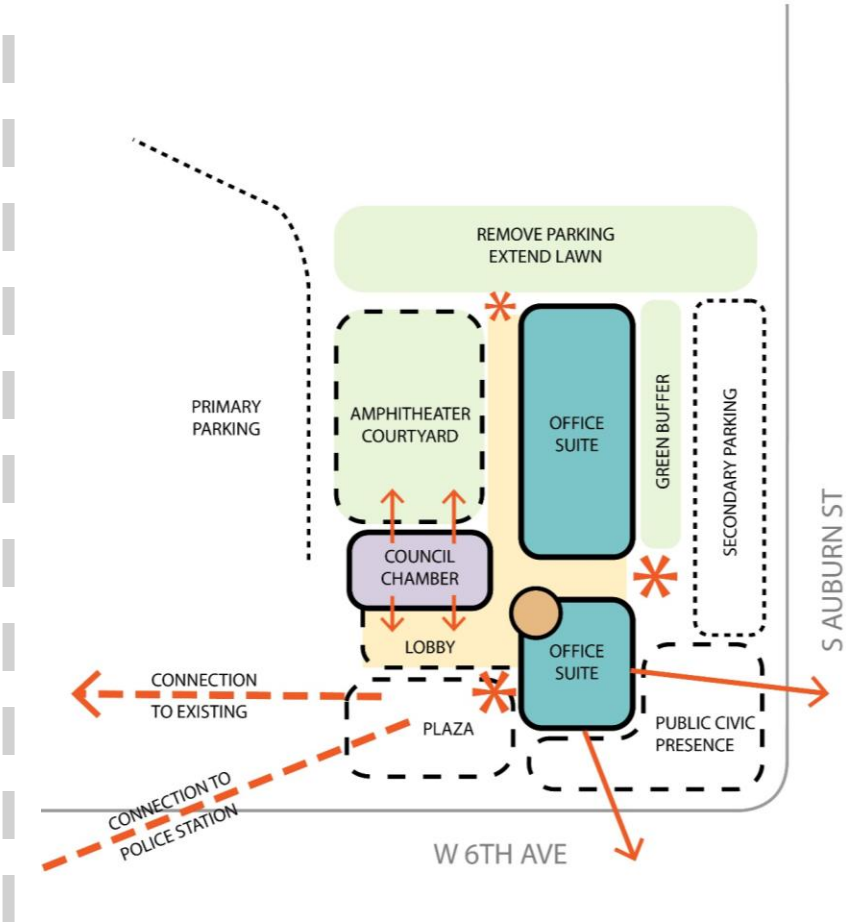 REMOVE PARKING
EXTEND LAWN
PRIMARY
PARKING
AMPHITHEATER
COURTYARD
OFFICE
SUITE
GREEN BUFFER
SECONDARY PARKING
S AUBURN ST
COUNCIL
CHAMBER
LOBBY
OFFICE
SUITE
CONNECTION
TO EXISTING
PLAZA
PUBLIC CIVIC
PRESENCE
CONNECTION TO
POLICE STATION
W 6TH AVE